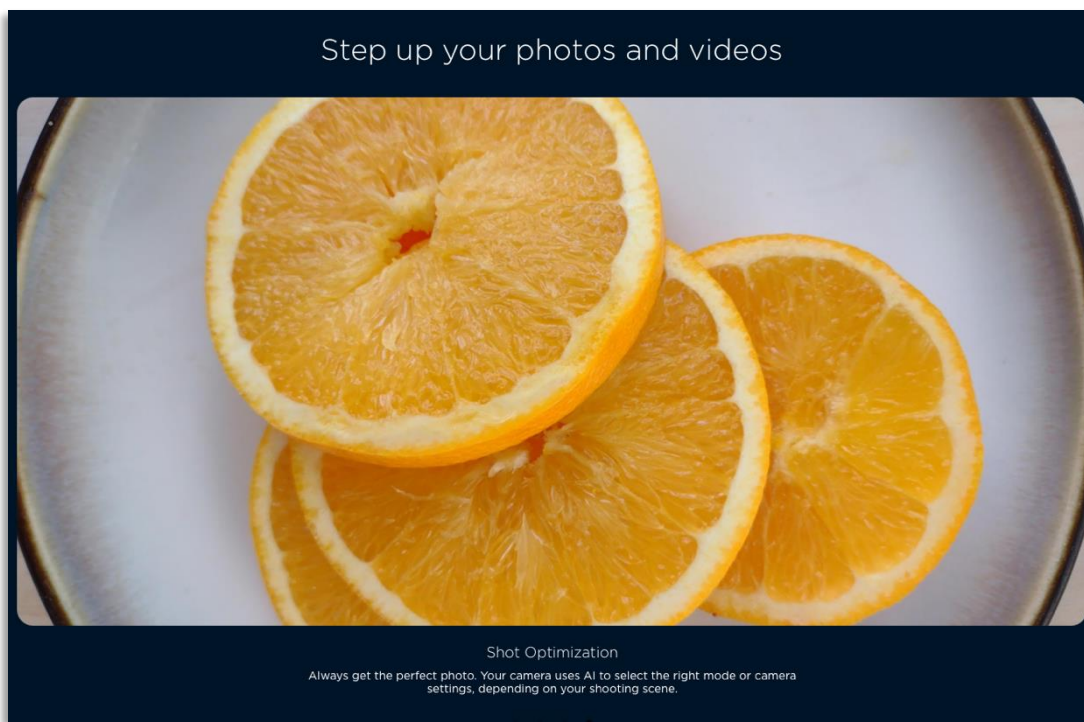 Step up your photos and videos
Shot Optimization
Always get the perfect photo. Your camera uses AI to select the right mode or camera
settings, depending on your shooting scene.